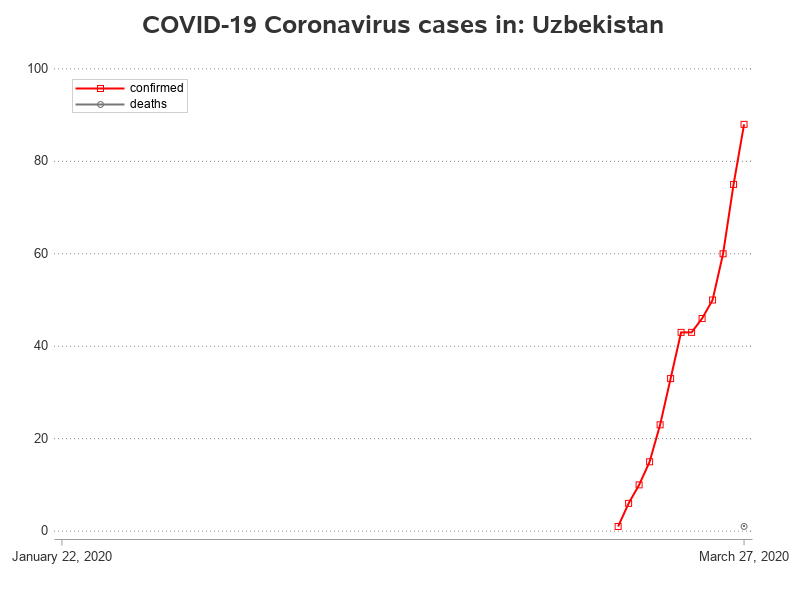 COVID-19 Coronavirus cases in: Uzbekistan
100
confirmed
deaths
80
60
40
20
0
January 22, 2020
March 27, 2020